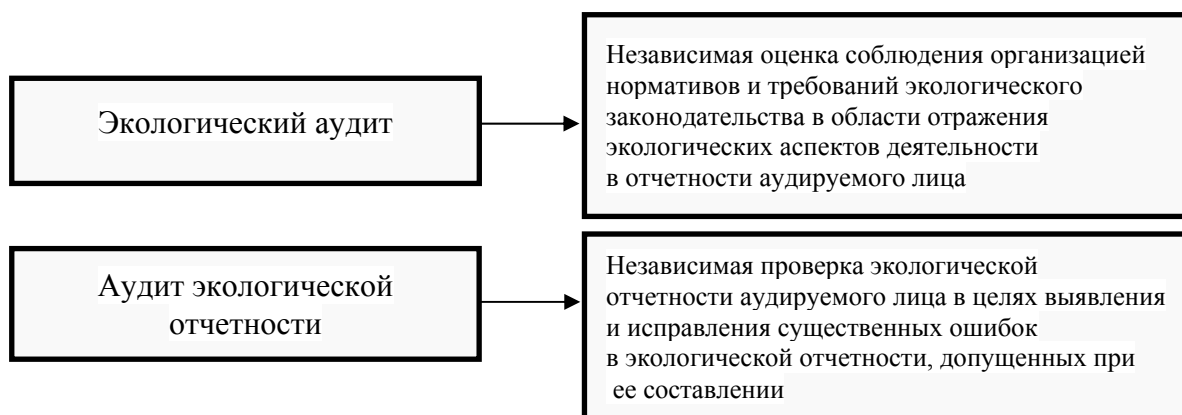 Экологический аудит
Независимая оценка соблюдения организацией
нормативов и требований экологического
законодательства в области отражения
экологических аспектов деятельности
в отчетности аудируемого лица
Аудит экологической
отчетности
Независимая проверка экологической
отчетности аудируемого лица в целях выявления
и исправления существенных ошибок
в экологической отчетности, допущенных при
ее составлении